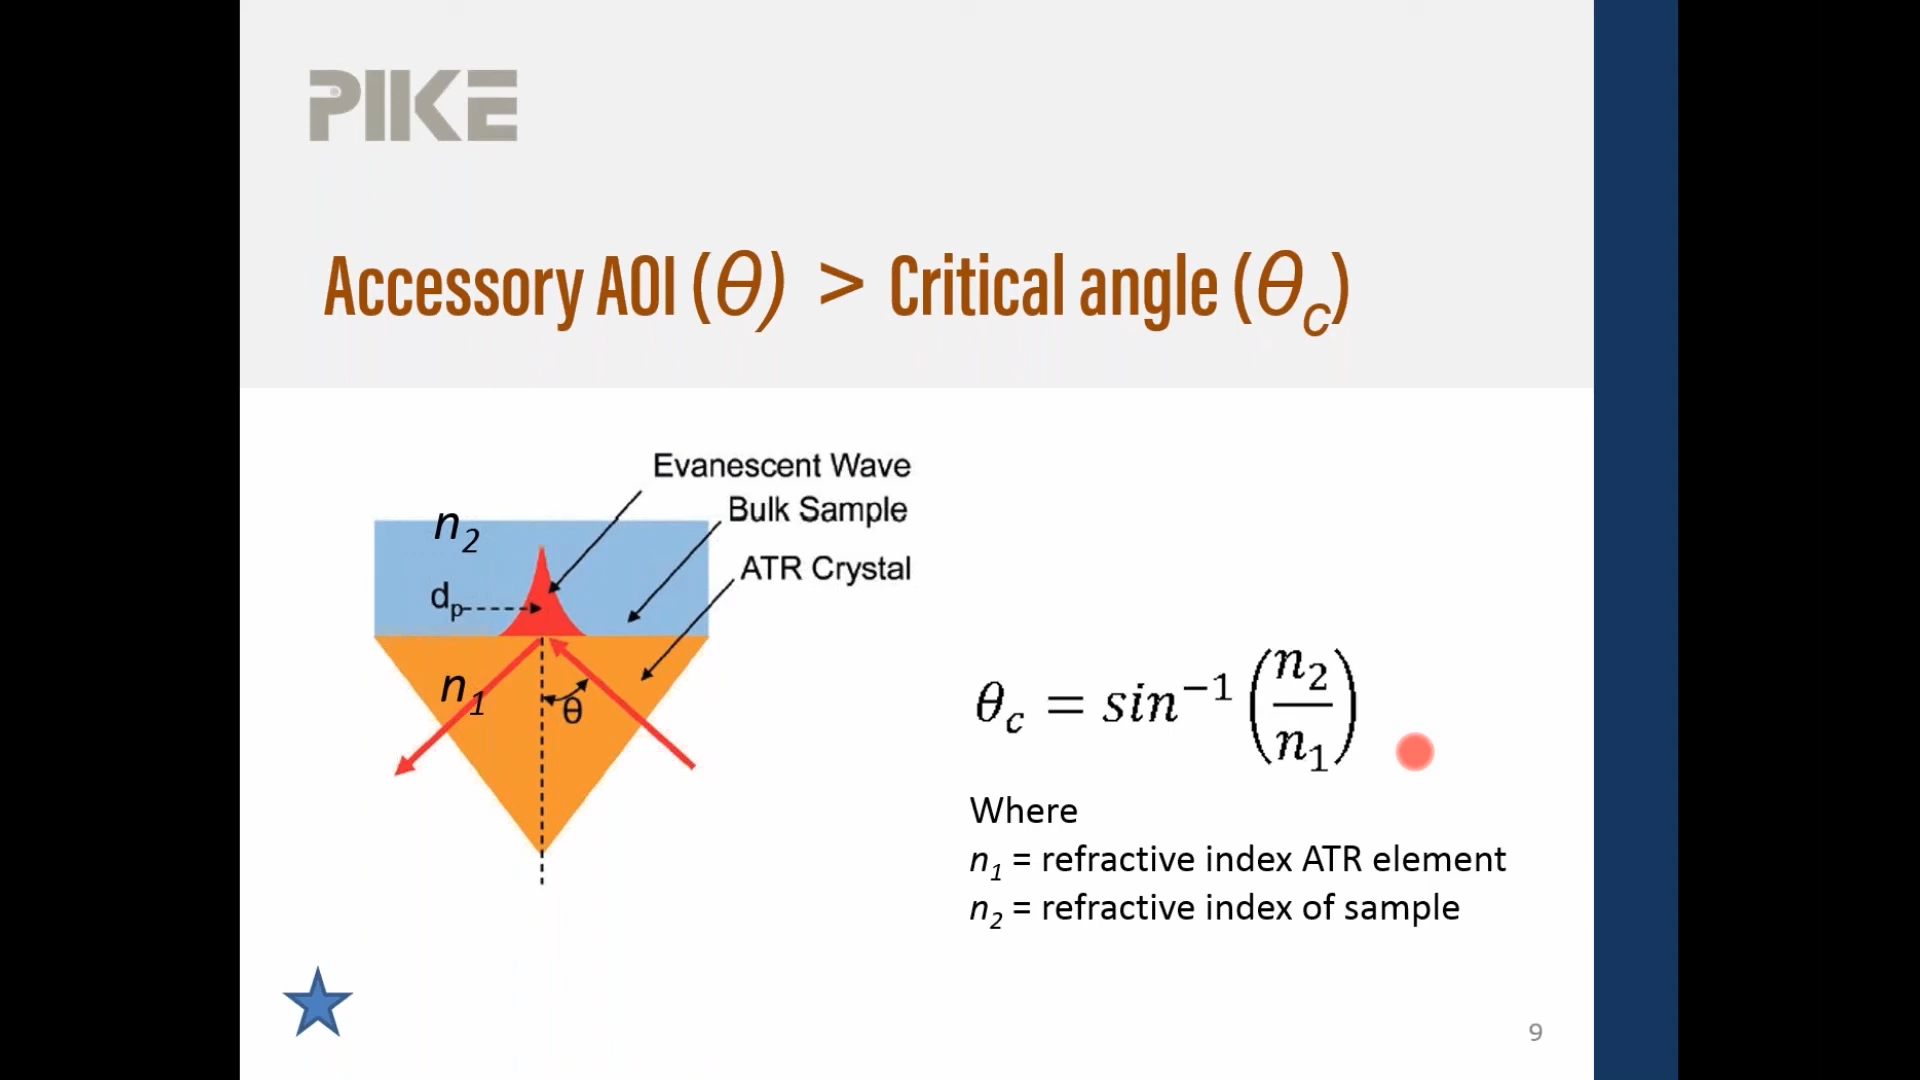 PIKE
Accessory AOI (θ) > Critical angle (θc)
Evanescent Wave
Bulk Sample
ATR Crystal
n2
dp
n1
θ
θc = sin−1 (n2/n1)
Where
n1 = refractive index ATR element
n2 = refractive index of sample
9